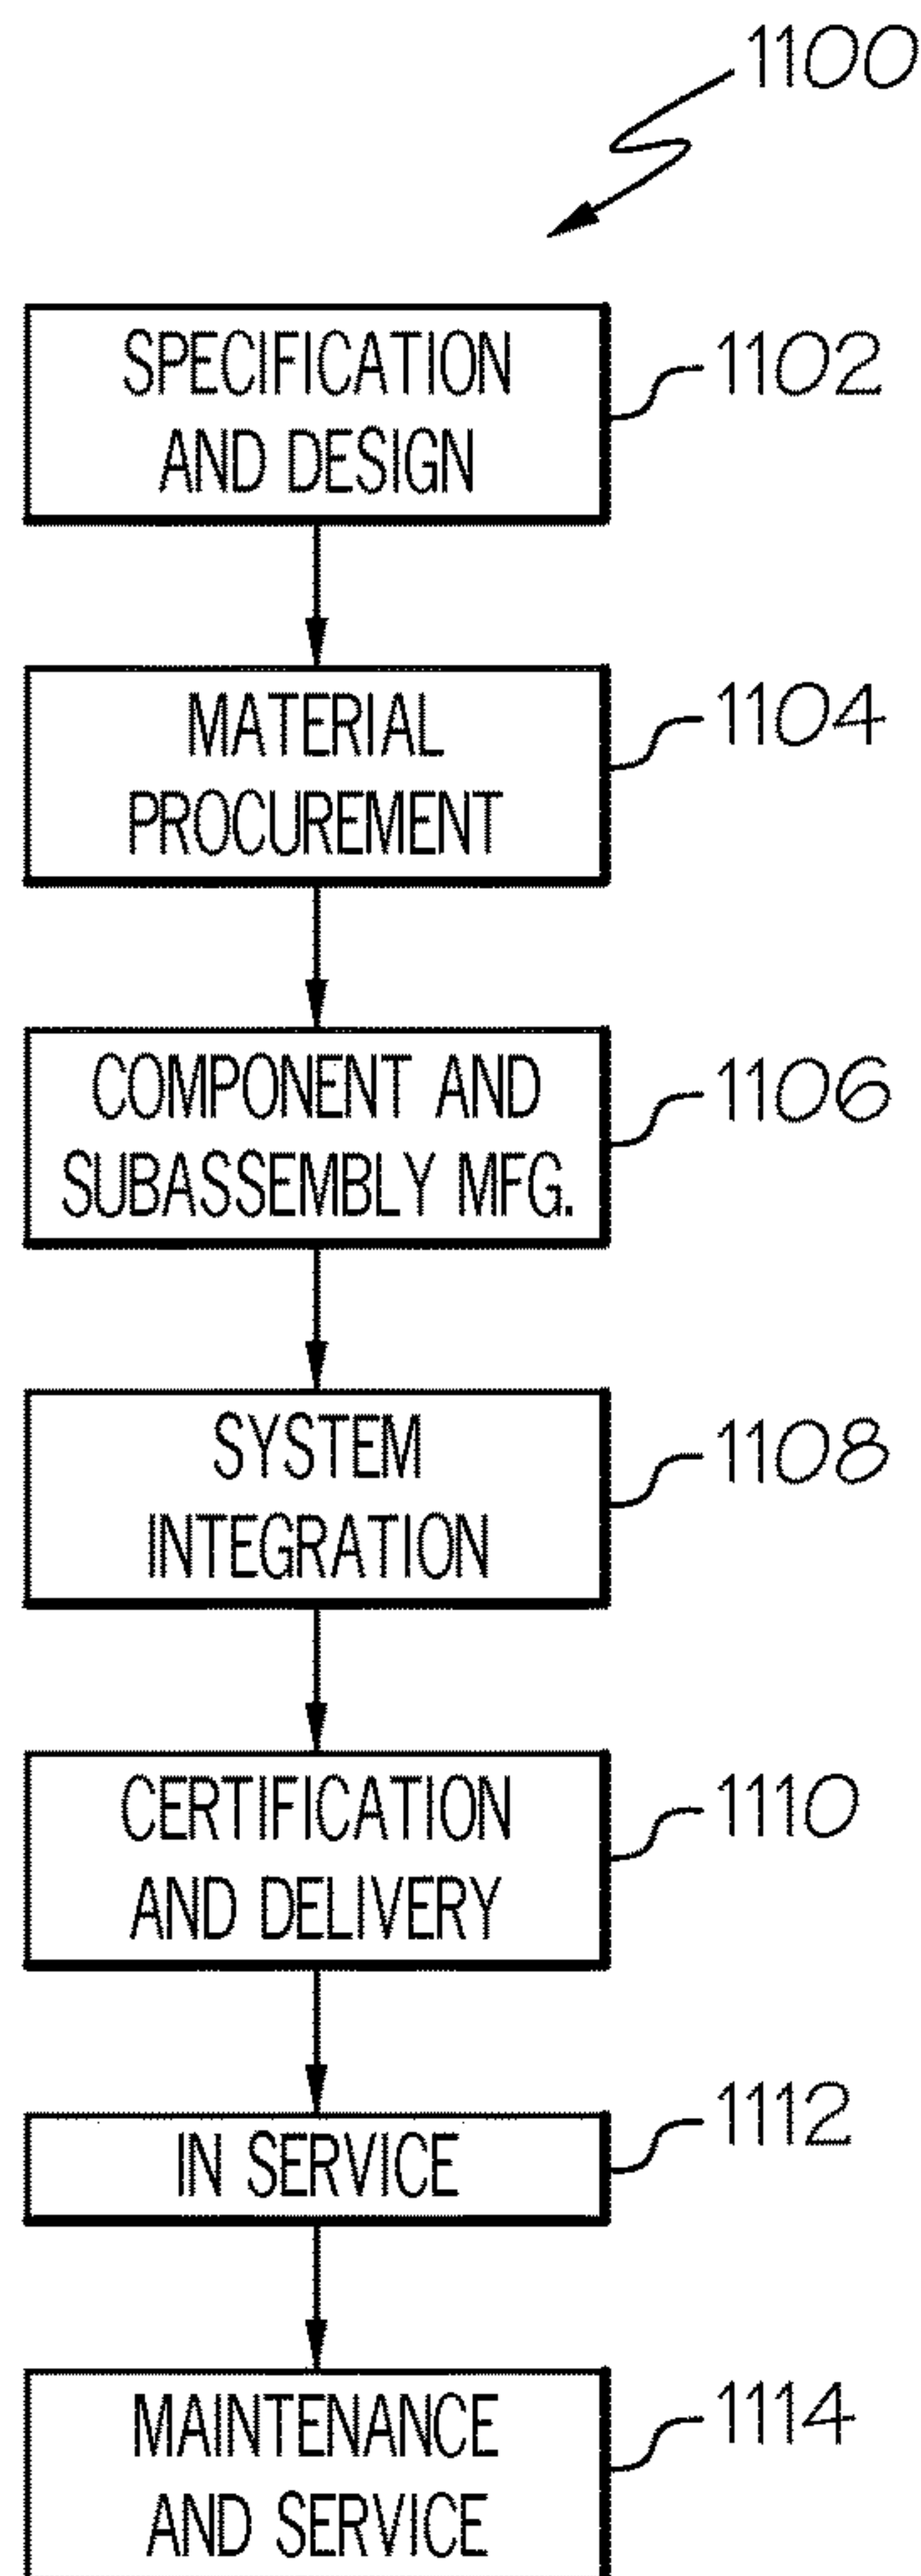 1100
SPECIFICATION
AND DESIGN
1102
MATERIAL
PROCUREMENT
1104
COMPONENT AND
SUBASSEMBLY MFG.
1106
SYSTEM
INTEGRATION
1108
CERTIFICATION
AND DELIVERY
1110
IN SERVICE
1112
MAINTENANCE
AND SERVICE
1114